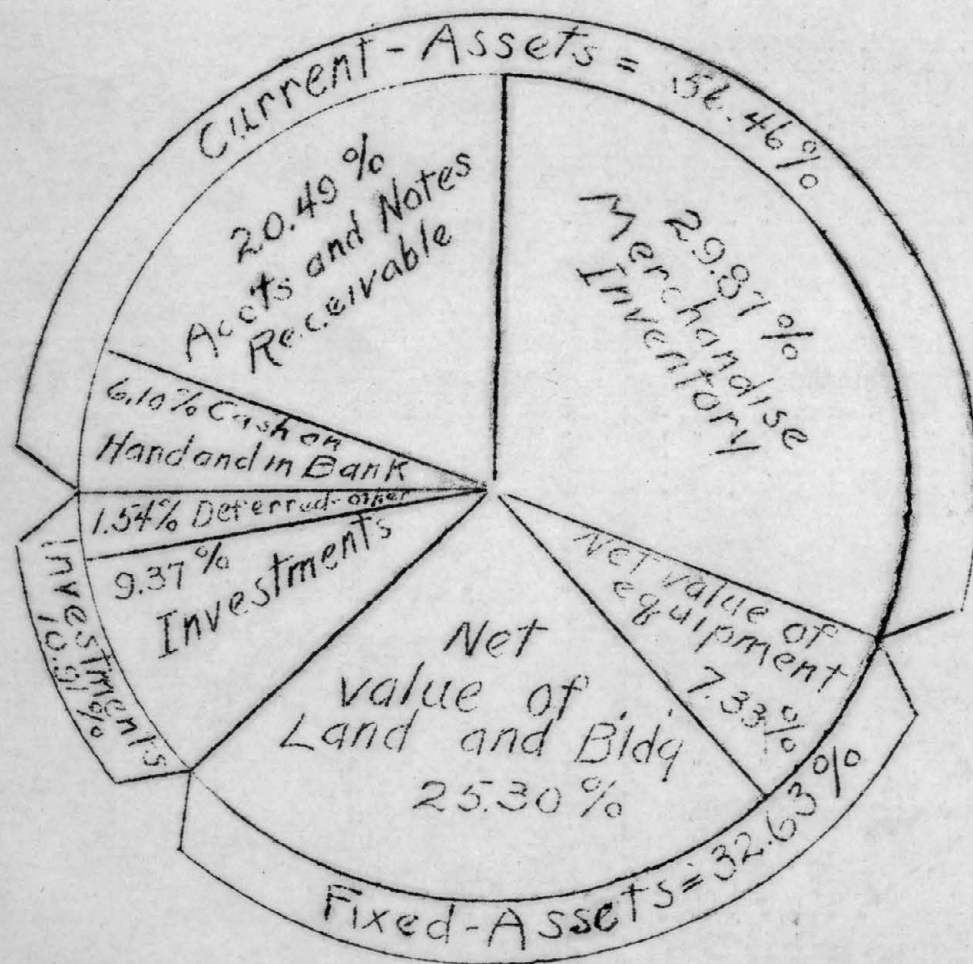 Current-Assets = 56.46%
20.49%
Acc'ts and Notes
Receivable
29.87%
Merchandise
Inventory
6.10% Cash on
Hand and in Bank
1.54% Deferred-other
9.37%
Investments
Investments
10.91%
Net value of
equipment
7.33%
Net
value of
Land and Bldg
25.30%
Fixed-Assets=32.63%